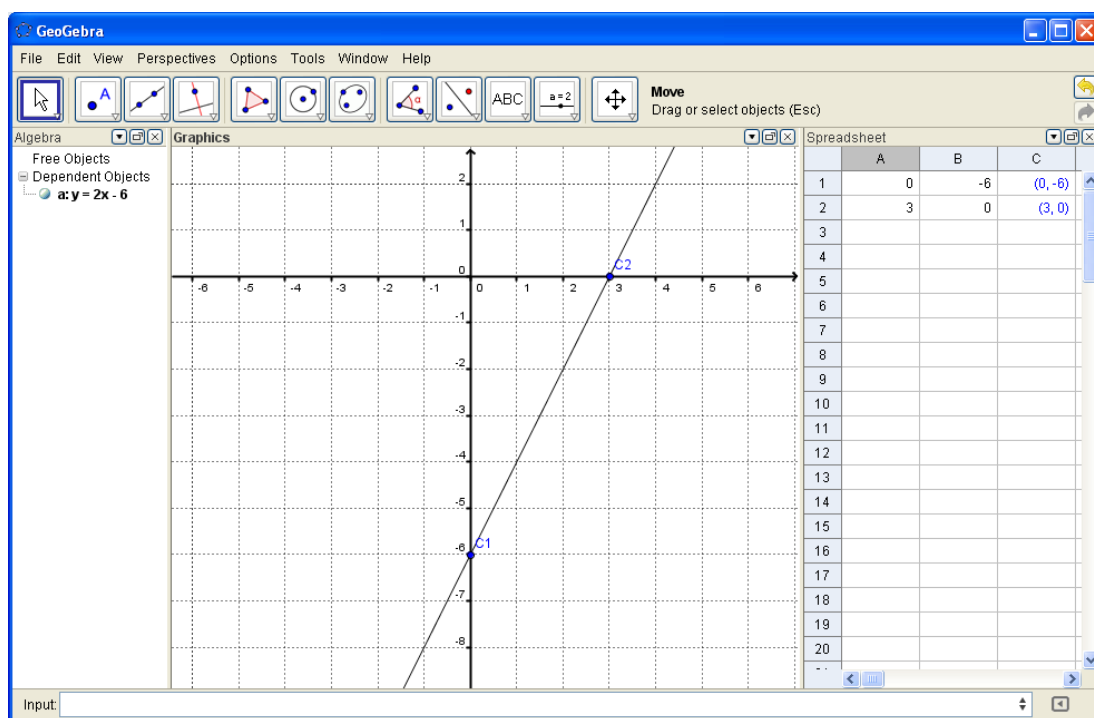 GeoGebra
File Edit View Perspectives Options Tools Window Help
A
α
ABC
a = 2
Move
Drag or select objects (Esc)
Algebra
Free Objects
Dependent Objects
a: y = 2x - 6
Graphics
2
1
0
-6 -5 -4 -3 -2 -1 0 1 2 3 4 5 6
-1
-2
-3
-4
-5
-6
-7
-8
C2
C1
Spreadsheet
A B C
1 0 -6 (0, -6)
2 3 0 (3, 0)
3
4
5
6
7
8
9
10
11
12
13
14
15
16
17
18
19
20
Input: